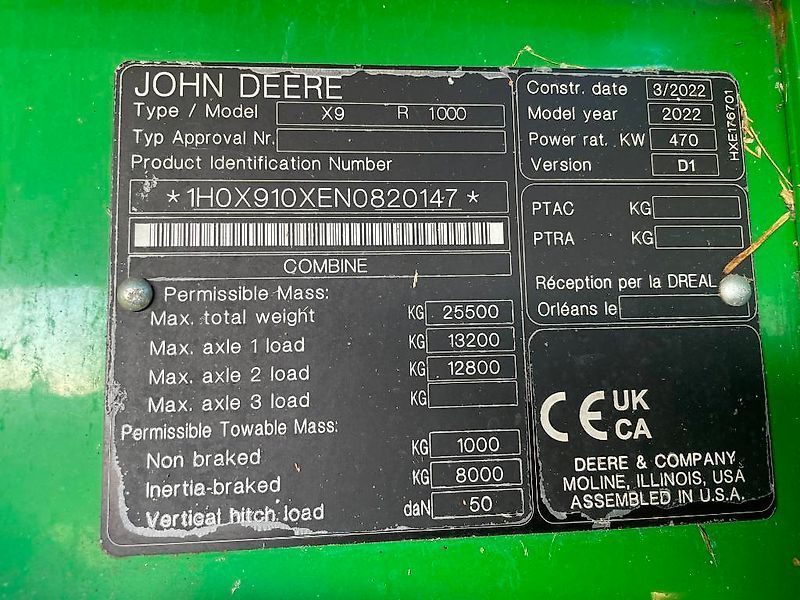 JOHN DEERE
Type / Model X9 R 1000
Typ Approval Nr.
Product Identification Number
*1H0X910XEN0820147*
COMBINE
Permissible Mass:
Max. total weight KG 25500
Max. axle 1 load KG 13200
Max. axle 2 load KG 12800
Max. axle 3 load KG
Permissible Towable Mass:
Non braked KG 1000
Inertia-braked KG 8000
Vertical hitch load daN 50
Constr. date 3/2022
Model year 2022
Power rat. KW 470
Version D1
HXE176701
PTAC KG
PTRA KG
Réception per la DREAL
Orléans le
CE UK
CA
DEERE & COMPANY
MOLINE, ILLINOIS, USA
ASSEMBLED IN U.S.A.